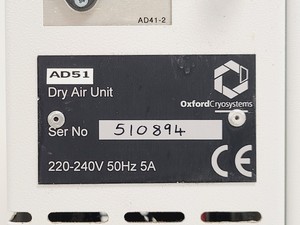 AD41-2
AD51
Dry Air Unit
OxfordCryosystems
Ser No 510894
220-240V 50Hz 5A
CE